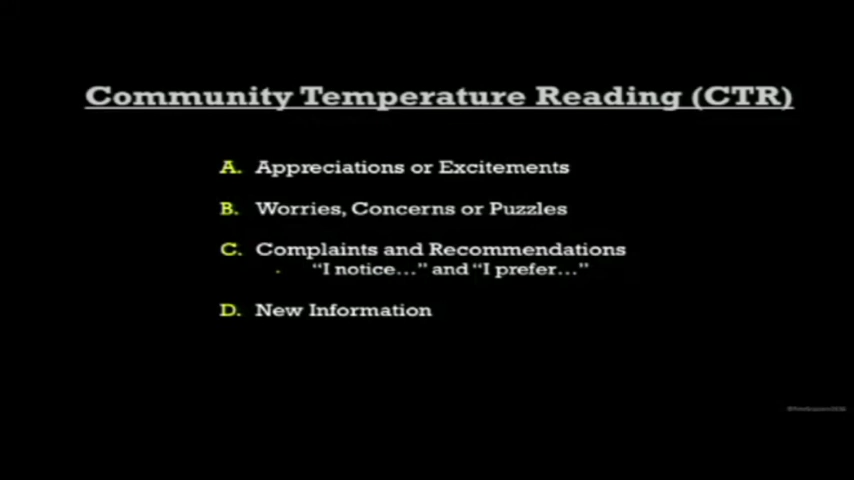 Community Temperature Reading (CTR)
A. Appreciations or Excitements
B. Worries, Concerns or Puzzles
C. Complaints and Recommendations
· “I notice...” and “I prefer...”
D. New Information